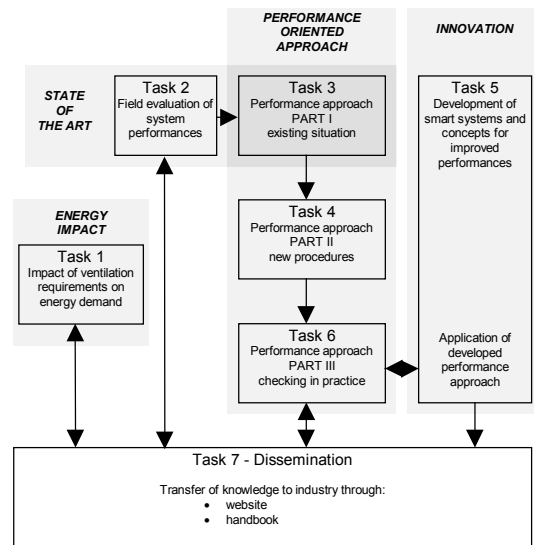 PERFORMANCE
ORIENTED
APPROACH
INNOVATION
STATE
OF
THE ART
Task 2
Field evaluation of
system
performances
Task 3
Performance approach
PART I
existing situation
Task 5
Development of
smart systems and
concepts for
improved
performances
Task 4
Performance approach
PART II
new procedures
ENERGY
IMPACT
Task 1
Impact of ventilation
requirements on
energy demand
Task 6
Performance approach
PART III
checking in practice
Application of
developed
performance
approach
Task 7 - Dissemination
Transfer of knowledge to industry through:
• website
• handbook